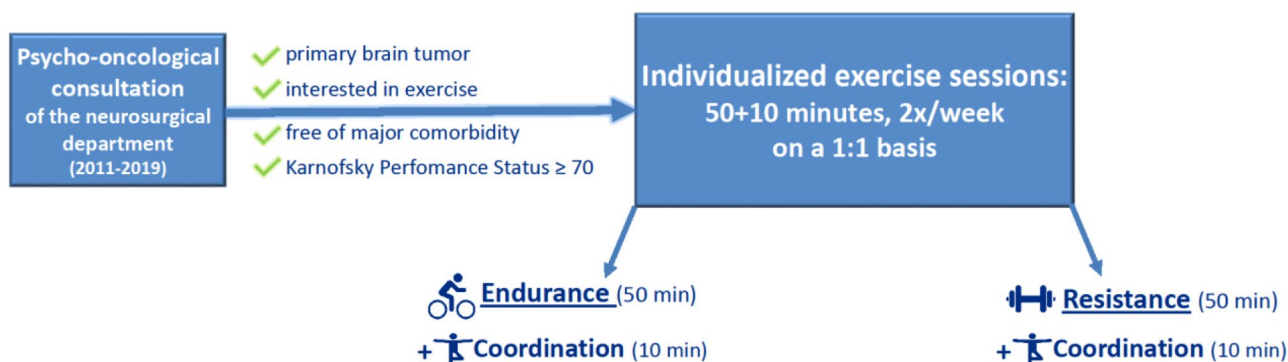 Psycho-oncological
consultation
of the neurosurgical
department
(2011-2019)
primary brain tumor
interested in exercise
free of major comorbidity
Karnofsky Perfomance Status ≥ 70
Individualized exercise sessions:
50+10 minutes, 2x/week
on a 1:1 basis
Endurance (50 min)
+ Coordination (10 min)
Resistance (50 min)
+ Coordination (10 min)